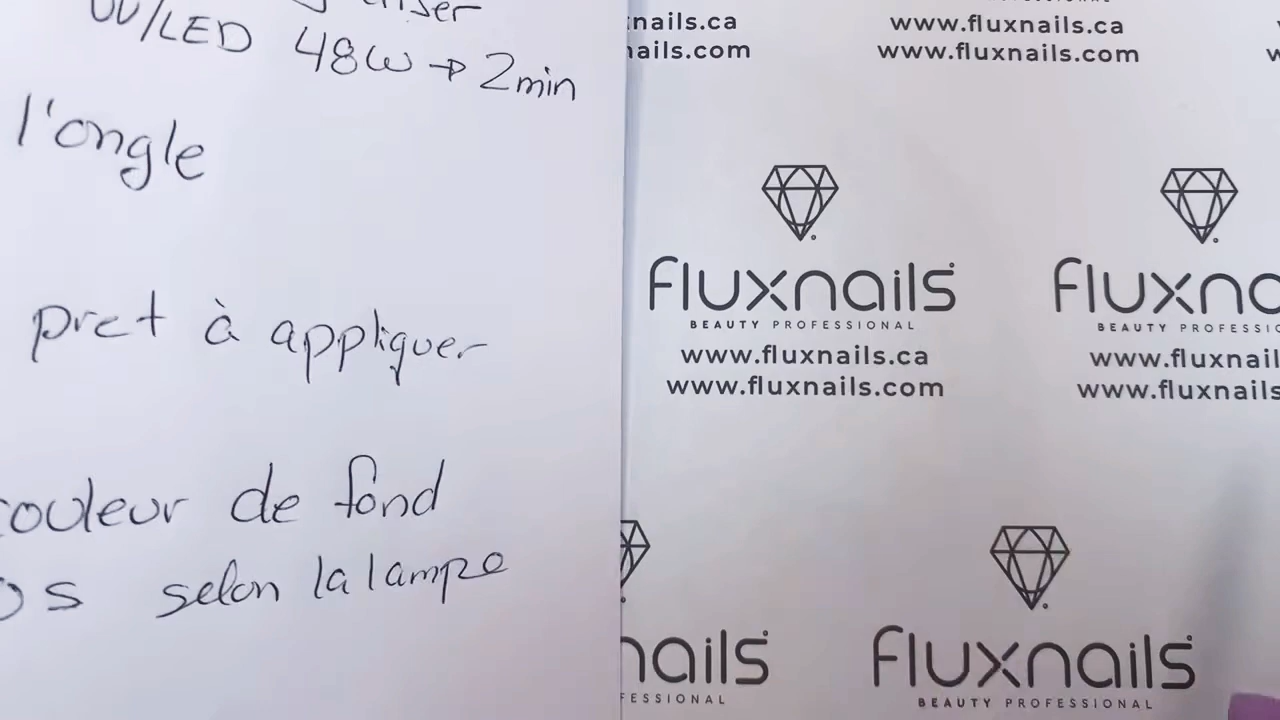 UV/LED 48W → 2min
l'ongle
pret à appliquer
couleur de fond
os selon la lampe
nails.ca
nails.com
www.fluxnails.ca
www.fluxnails.com
fluxnails
BEAUTY PROFESSIONAL
www.fluxnails.ca
www.fluxnails.com
fluxna
BEAUTY PROFESSIO
www.fluxnail
www.fluxnails
nails
FESSIONAL
fluxnails
BEAUTY PROFESSIONAL